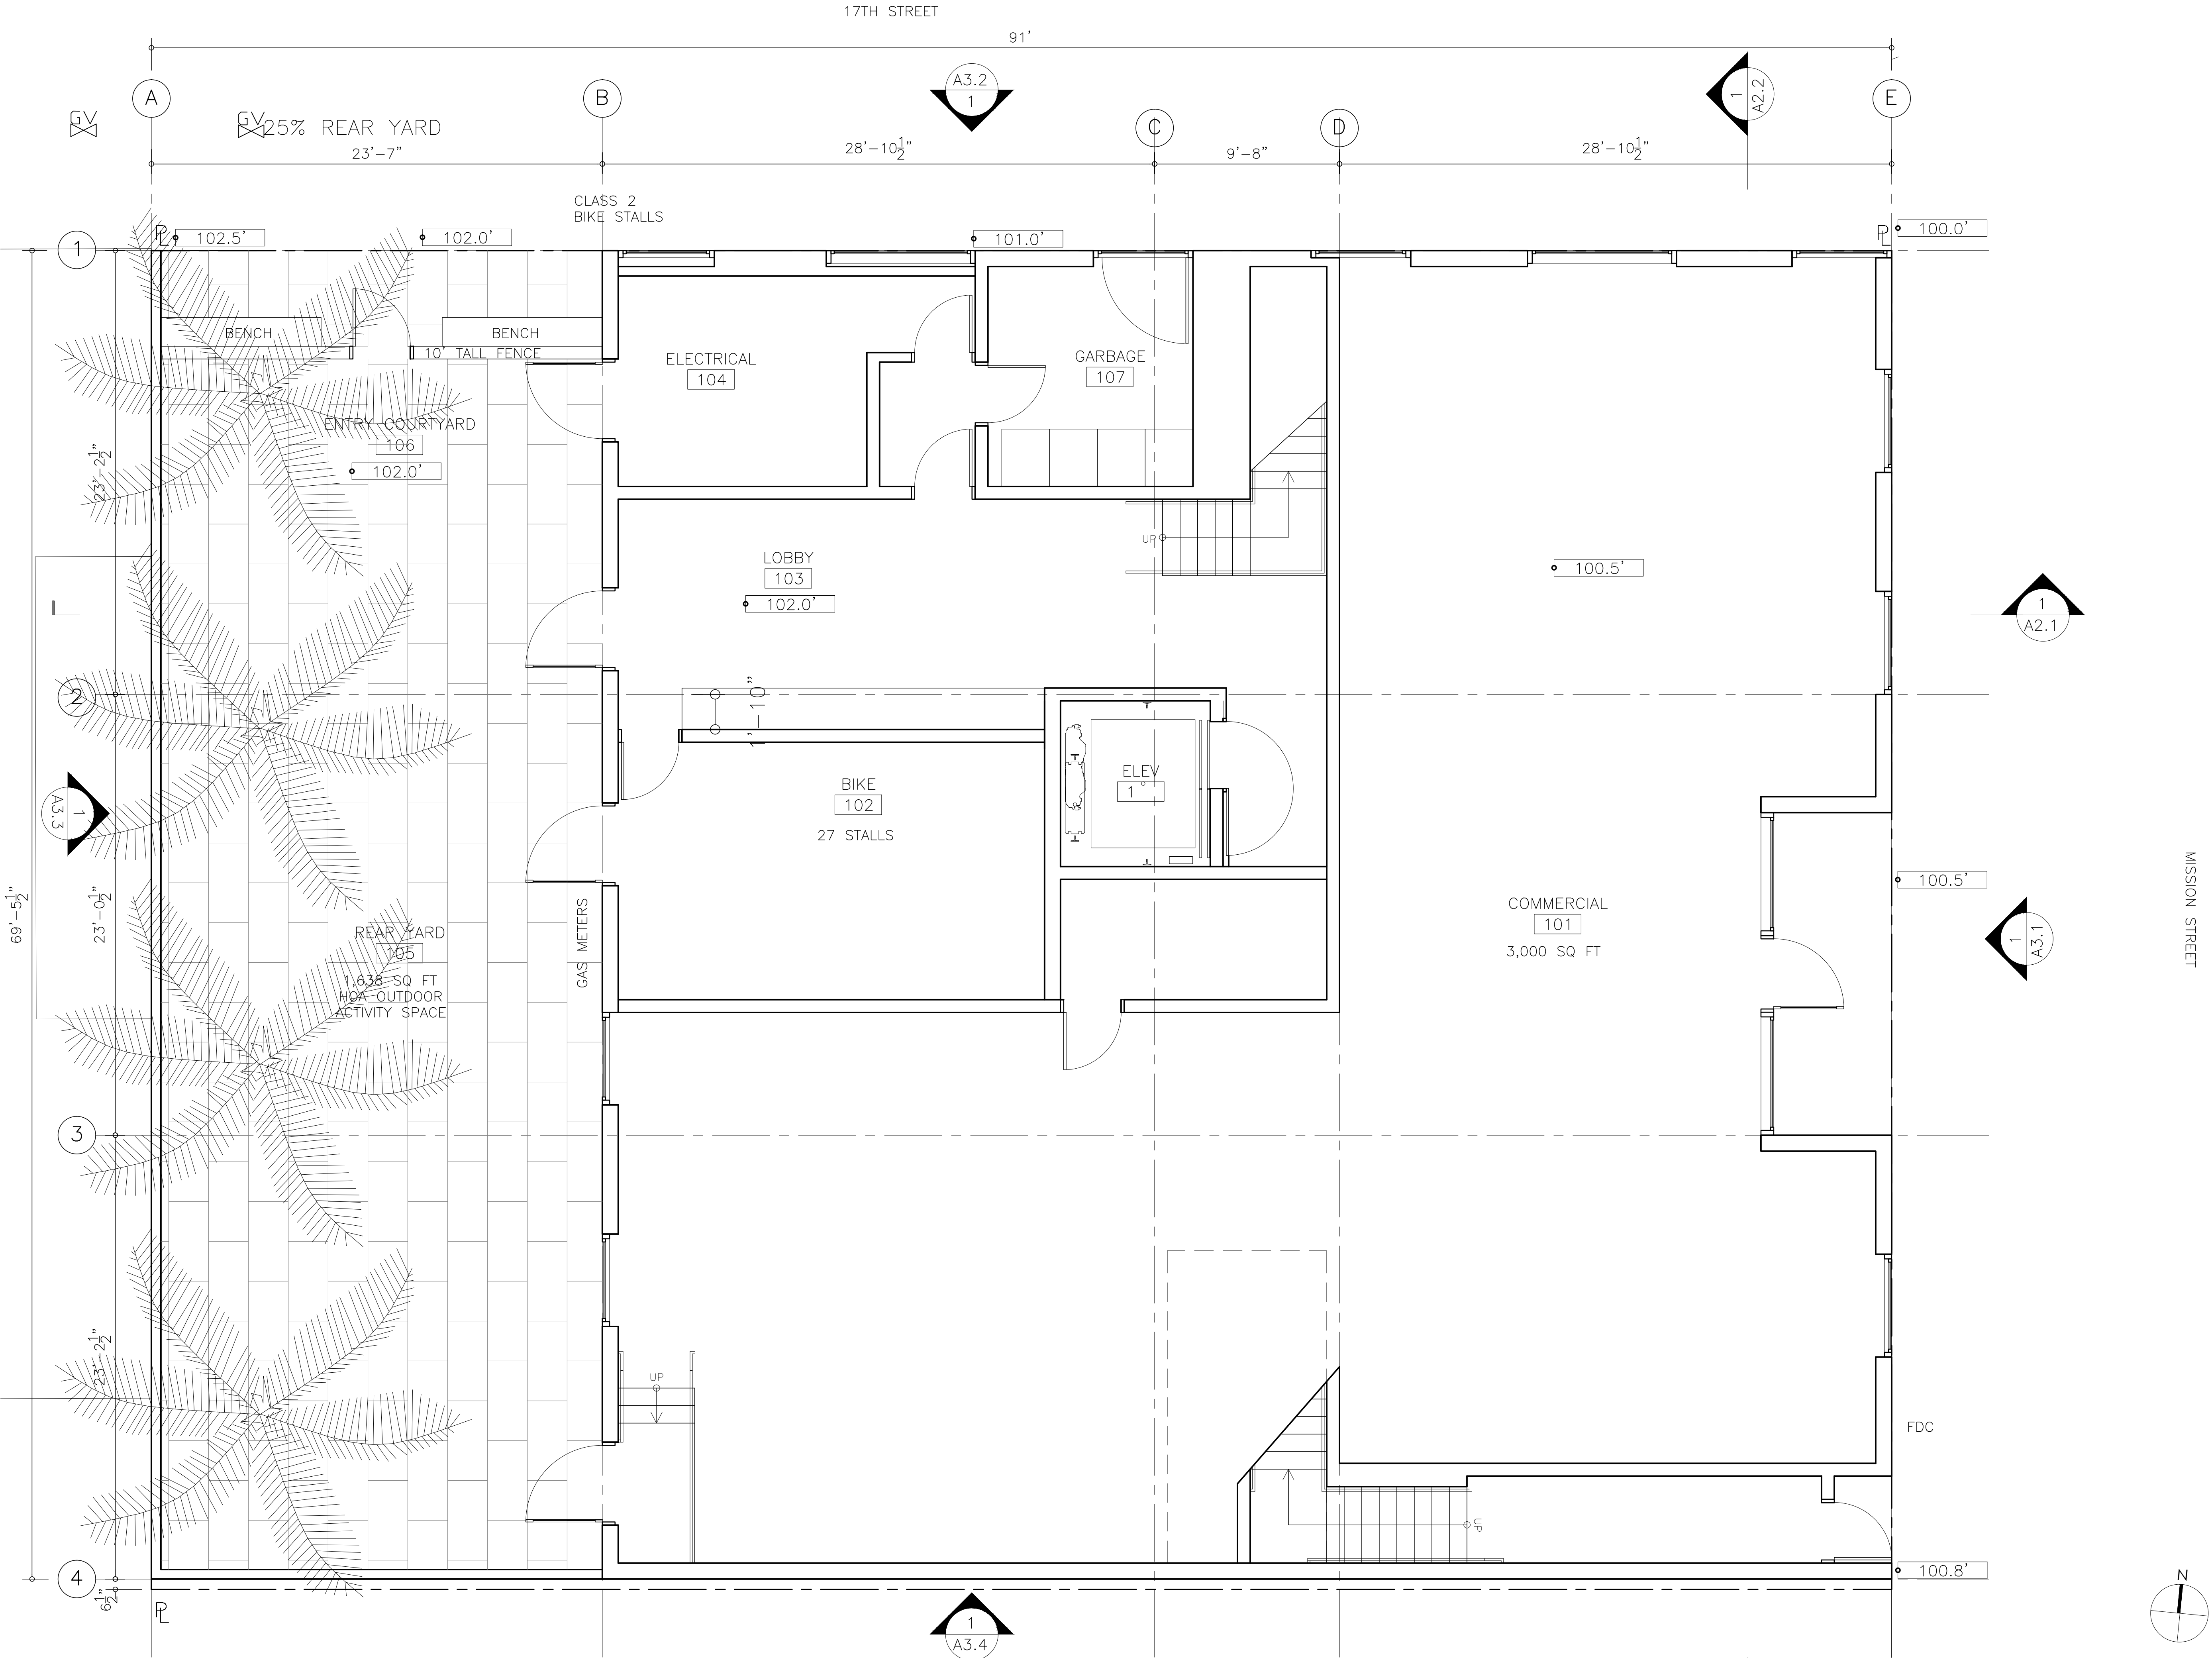 17TH STREET
91'
A
B
A3.2
1
C
D
1
A2.2
E
GV
GV
25% REAR YARD
23'-7"
28'-10 1/2"
9'-8"
28'-10 1/2"
CLASS 2
BIKE STALLS
PL
102.5'
102.0'
101.0'
PL
100.0'
1
BENCH
BENCH
10' TALL FENCE
ELECTRICAL
104
GARBAGE
107
ENTRY COURTYARD
106
102.0'
23'-2 1/2"
UP
LOBBY
103
102.0'
100.5'
1
A2.1
2
ELEV
BIKE
102
27 STALLS
1
A3.3
MISSION STREET
100.5'
COMMERCIAL
101
3,000 SQ FT
1
A3.1
69'-5 1/2"
23'-0 1/2"
GAS METERS
REAR YARD
105
1,638 SQ FT
HOA OUTDOOR
ACTIVITY SPACE
3
23'-2 1/2"
UP
FDC
UP
4
6 1/2"
100.8'
PL
1
A3.4
N